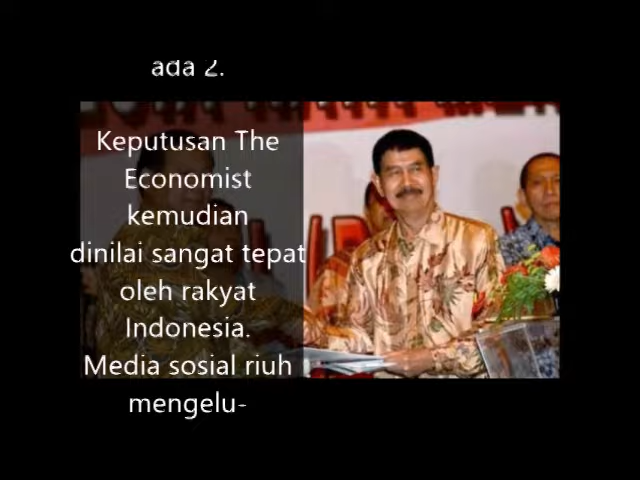 ada 2.
Keputusan The
Economist
kemudian
dinilai sangat tepat
oleh rakyat
Indonesia.
Media sosial riuh
mengelu-